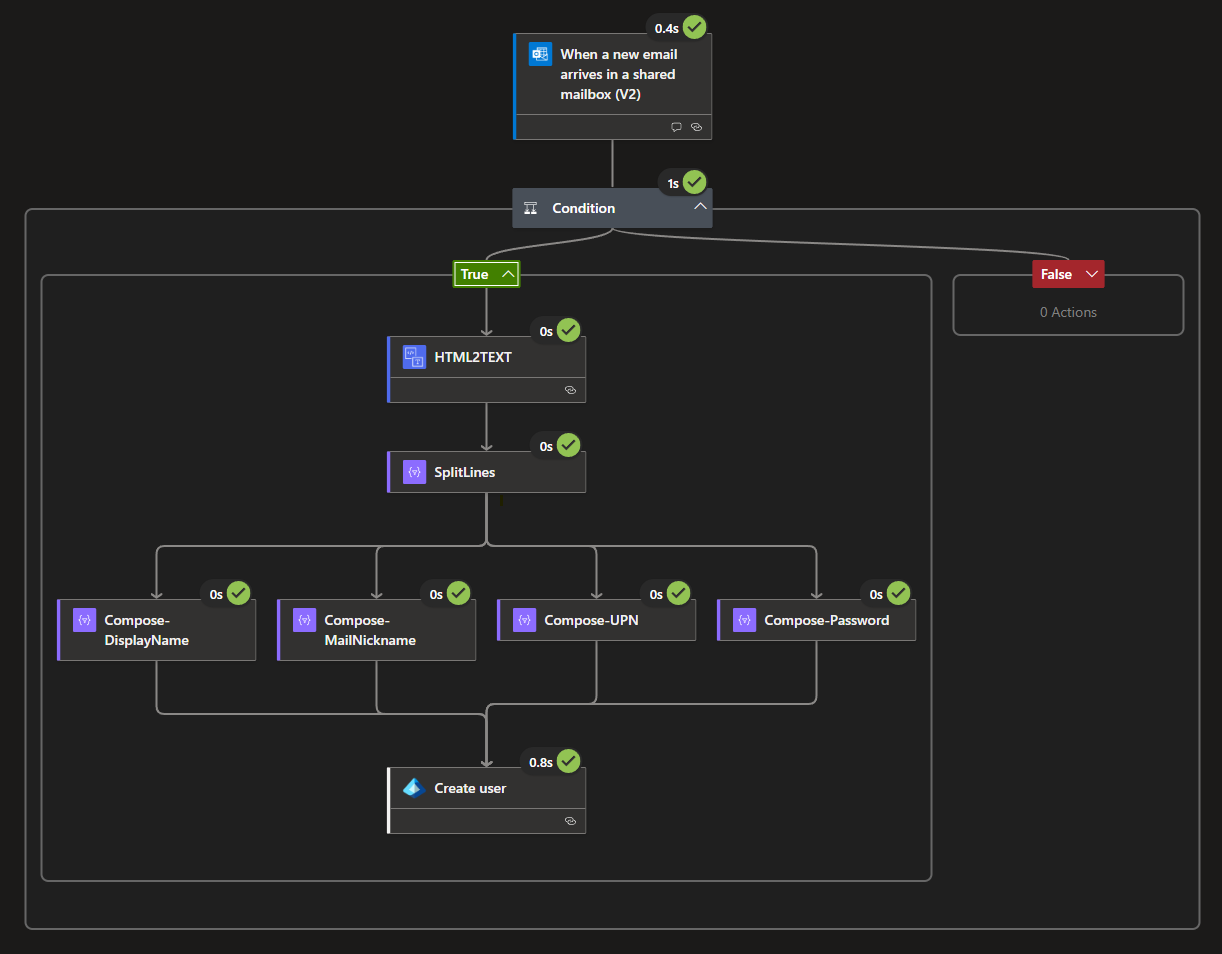 0.4s
When a new email
arrives in a shared
mailbox (V2)
1s
Condition
True
False
0 Actions
0s
HTML2TEXT
0s
SplitLines
0s
Compose-
DisplayName
0s
Compose-
MailNickname
0s
Compose-UPN
0s
Compose-Password
0.8s
Create user